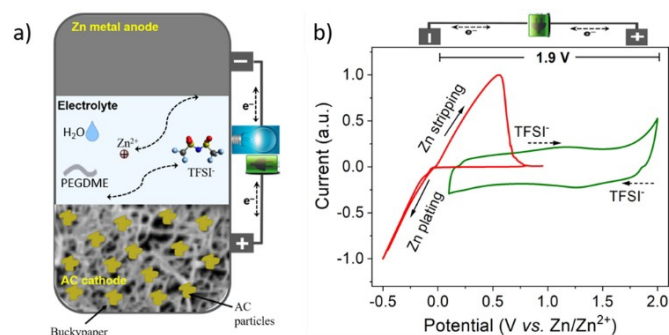 a)
Zn metal anode
Electrolyte
H₂O
Zn²⁺
PEGDME
TFSI⁻
e⁻
e⁻
−
+
AC cathode
Buckypaper
AC
particles
b)
−
+
e⁻
e⁻
1.9 V
Zn stripping
Zn plating
TFSI⁻
TFSI⁻
Current (a.u.)
1.0
0.5
0.0
-0.5
-1.0
-0.5 0.0 0.5 1.0 1.5 2.0
Potential (V vs. Zn/Zn²⁺)